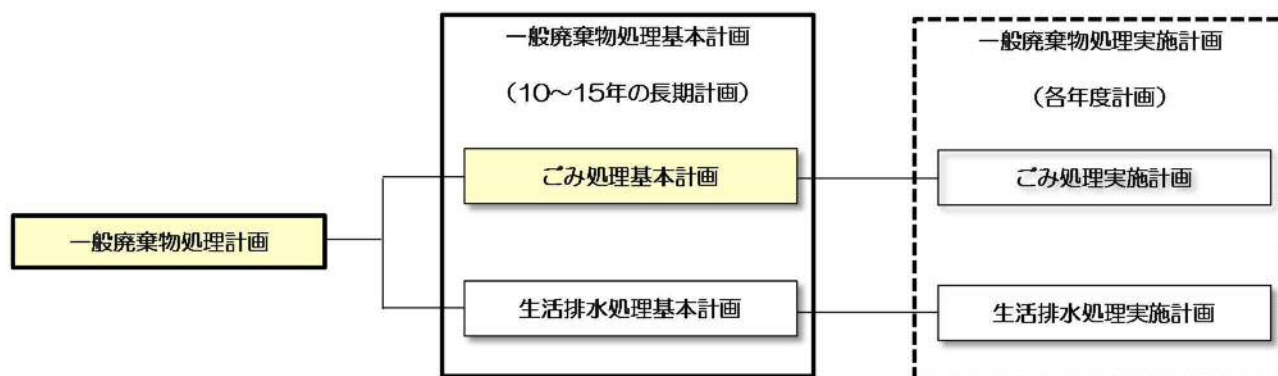 一般廃棄物処理基本計画
(10～15年の長期計画)
ごみ処理基本計画
生活排水処理基本計画
一般廃棄物処理計画
一般廃棄物処理実施計画
(各年度計画)
ごみ処理実施計画
生活排水処理実施計画